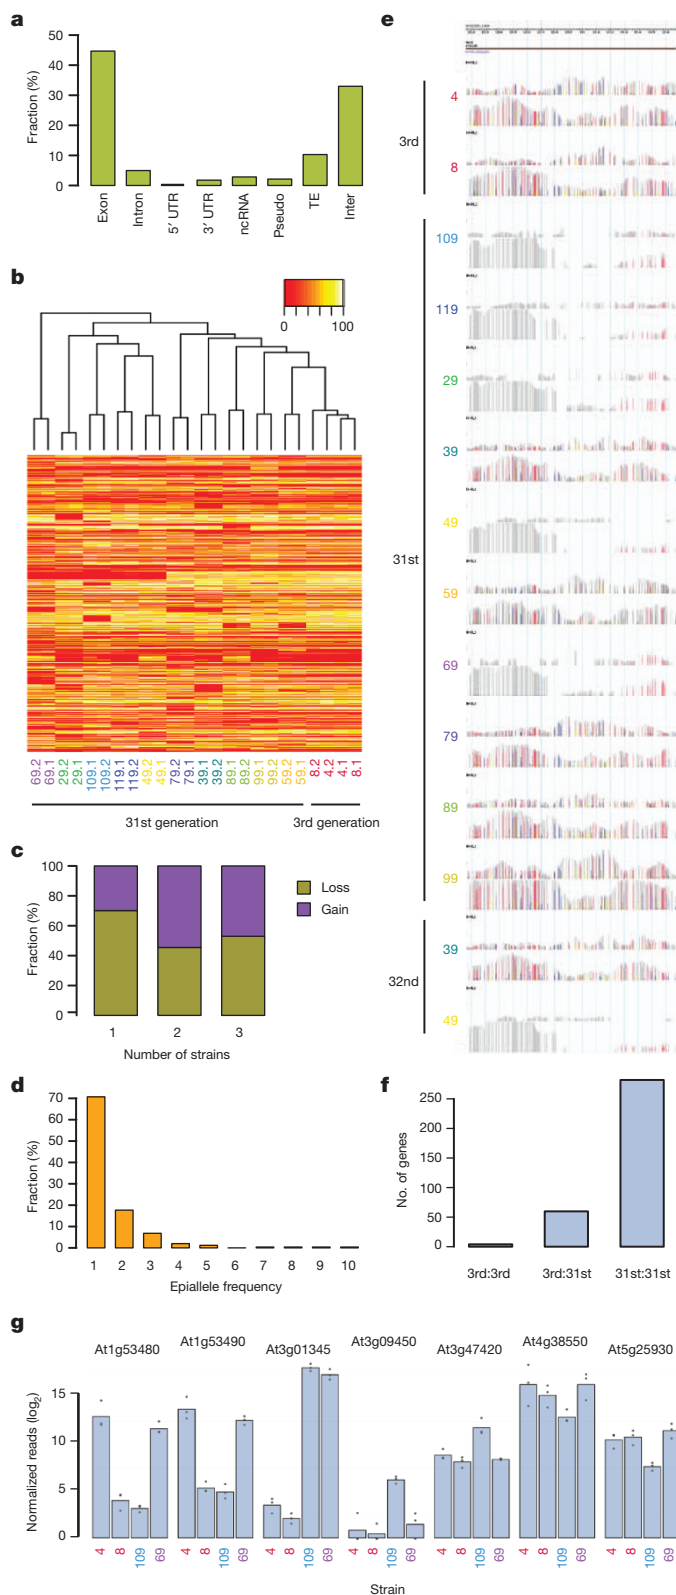 a
50
40
30
20
10
0
Fraction (%)
Exon
Intron
5′ UTR
3′ UTR
ncRNA
Pseudo
TE
Inter
b
0 100
69.2
69.1
29.2
29.1
109.1
109.2
119.1
119.2
49.2
49.1
79.2
79.1
39.1
39.2
89.1
89.2
99.1
99.2
59.2
59.1
8.2
4.2
4.1
8.1
31st generation 3rd generation
c
100
80
60
40
20
0
Fraction (%)
Loss
Gain
1 2 3
Number of strains
d
70
60
50
40
30
20
10
0
Fraction (%)
1 2 3 4 5 6 7 8 9 10
Epiallele frequency
e
3rd
4
8
31st
109
119
29
39
49
59
69
79
89
99
32nd
39
49
f
250
200
150
100
50
0
No. of genes
3rd:3rd 3rd:31st 31st:31st
g
At1g53480 At1g53490 At3g01345 At3g09450 At3g47420 At4g38550 At5g25930
15
10
5
0
Normalized reads (log2)
4 8 109 69 4 8 109 69 4 8 109 69 4 8 109 69 4 8 109 69 4 8 109 69 4 8 109 69
Strain